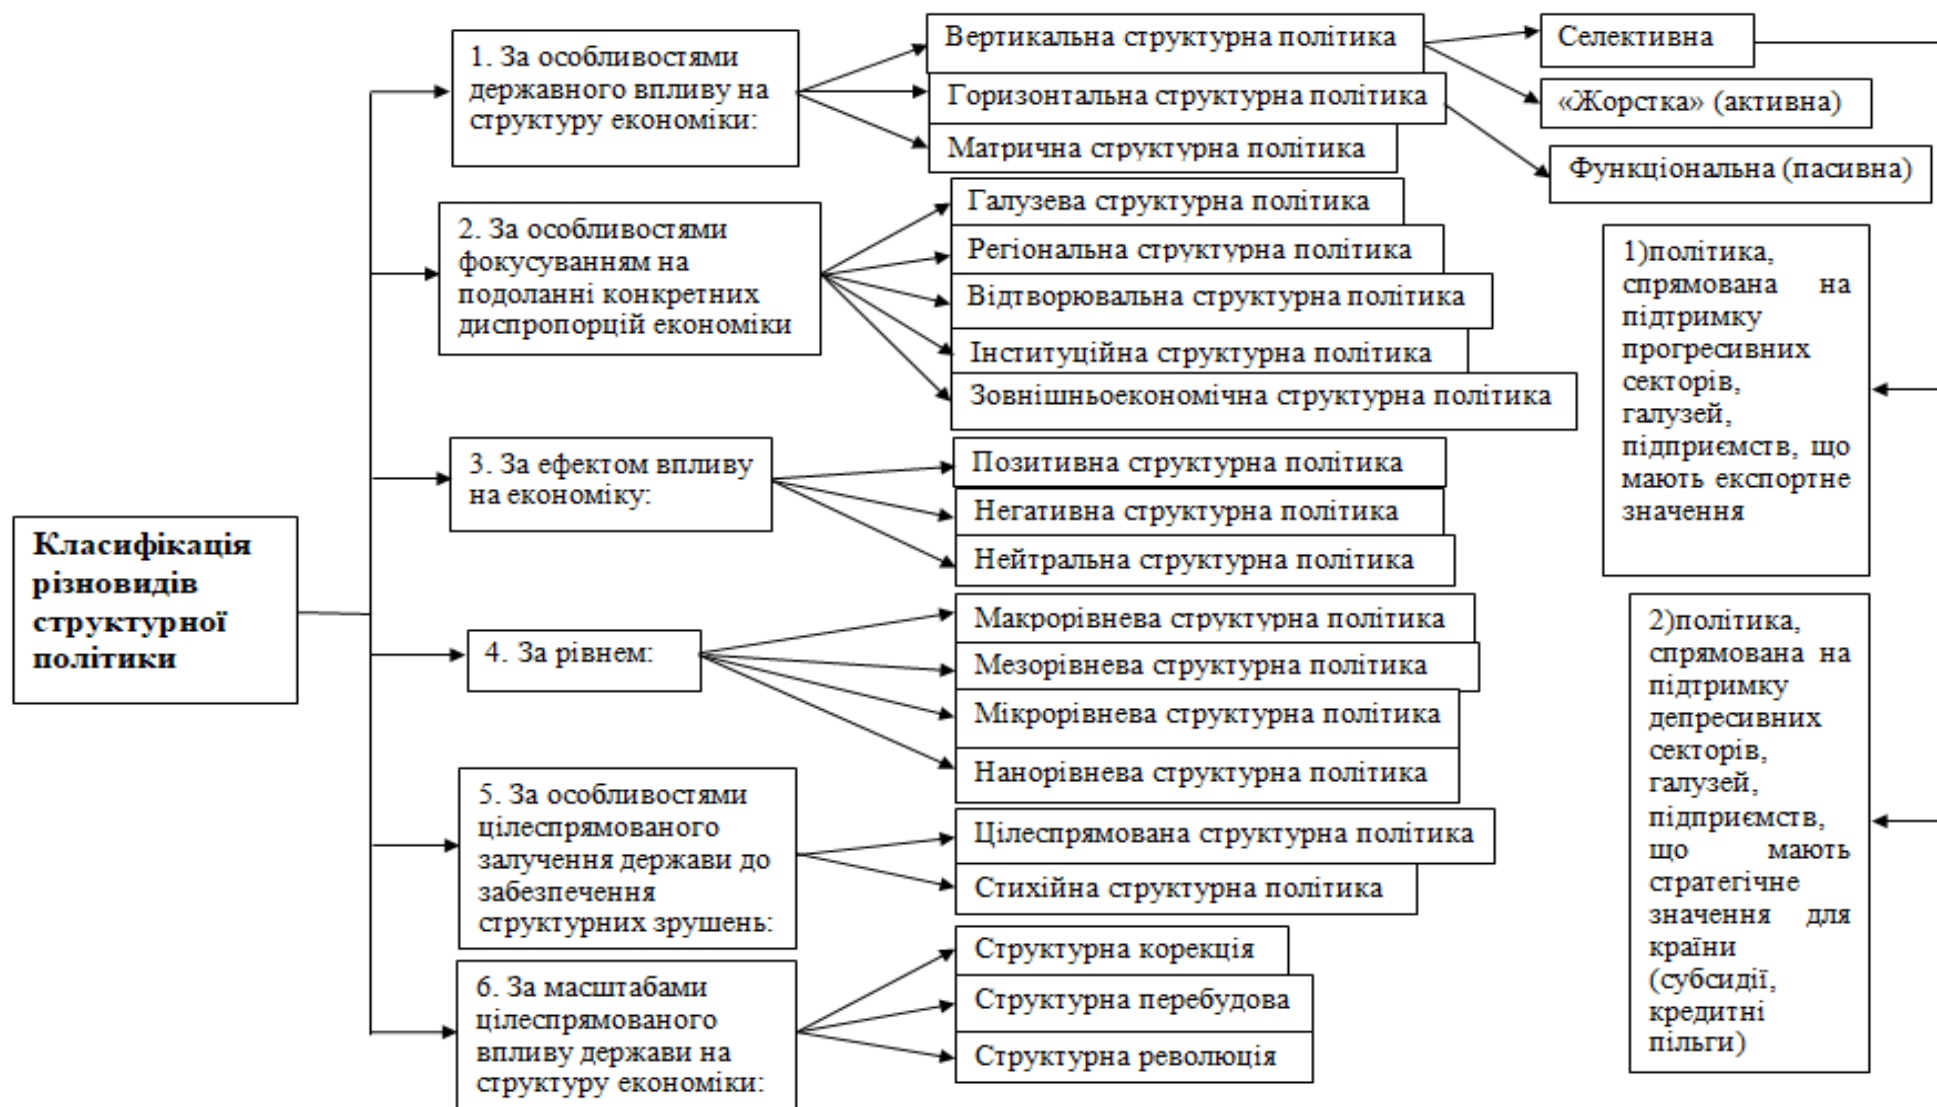 Класифікація
різновидів
структурної
політики
1. За особливостями
державного впливу на
структуру економіки:
Вертикальна структурна політика
Горизонтальна структурна політика
Матрична структурна політика
Селективна
«Жорстка» (активна)
Функціональна (пасивна)
2. За особливостями
фокусуванням на
подоланні конкретних
диспропорцій економіки
Галузева структурна політика
Регіональна структурна політика
Відтворювальна структурна політика
Інституційна структурна політика
Зовнішньоекономічна структурна політика
3. За ефектом впливу
на економіку:
Позитивна структурна політика
Негативна структурна політика
Нейтральна структурна політика
4. За рівнем:
Макрорівнева структурна політика
Мезорівнева структурна політика
Мікрорівнева структурна політика
Нанорівнева структурна політика
5. За особливостями
цілеспрямованого
залучення держави до
забезпечення
структурних зрушень:
Цілеспрямована структурна політика
Стихійна структурна політика
6. За масштабами
цілеспрямованого
впливу держави на
структуру економіки:
Структурна корекція
Структурна перебудова
Структурна революція
1)політика,
спрямована на
підтримку
прогресивних
секторів,
галузей,
підприємств, що
мають експортне
значення
2)політика,
спрямована на
підтримку
депресивних
секторів,
галузей,
підприємств,
що мають
стратегічне
значення для
країни
(субсидії,
кредитні
пільги)